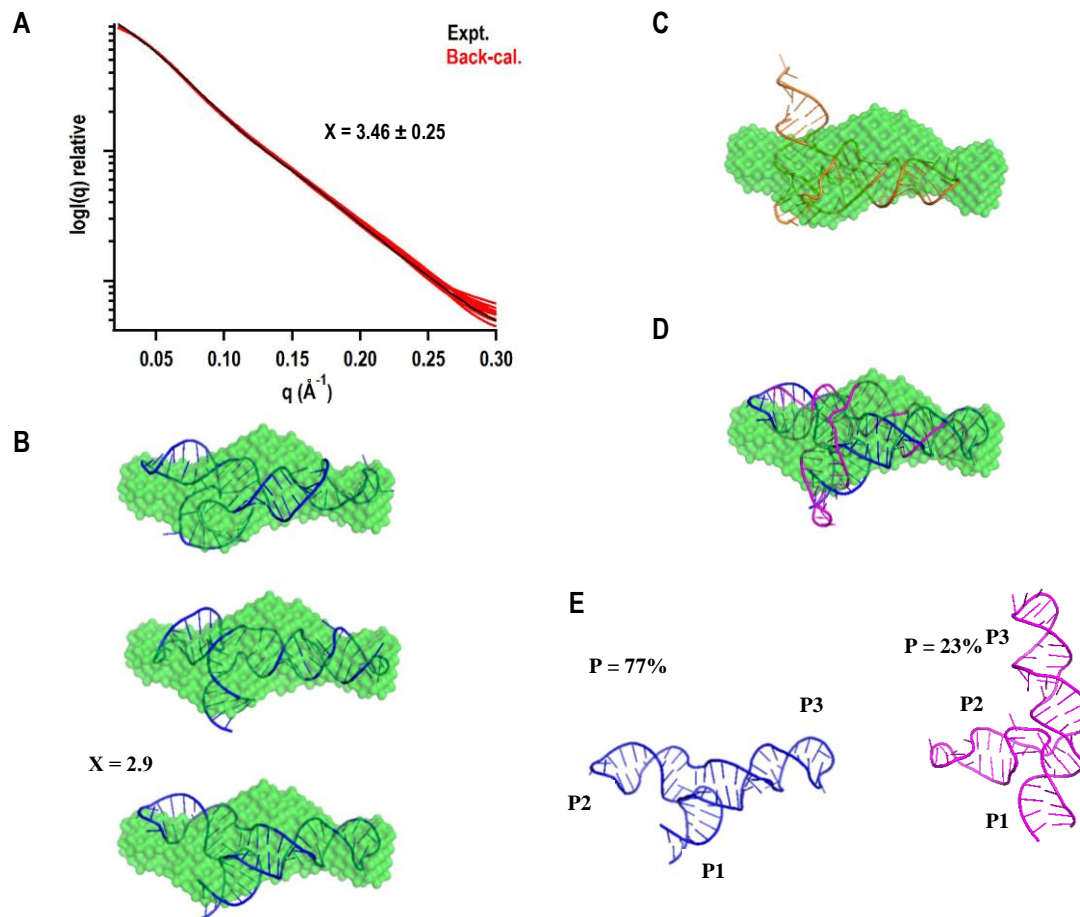 A
Expt.
Back-cal.
X = 3.46 ± 0.25
logI(q) relative
0.05 0.10 0.15 0.20 0.25 0.30
q (Å⁻¹)
B
X = 2.9
C
D
E
P = 77%
P3
P2
P1
P = 23%
P3
P2
P1